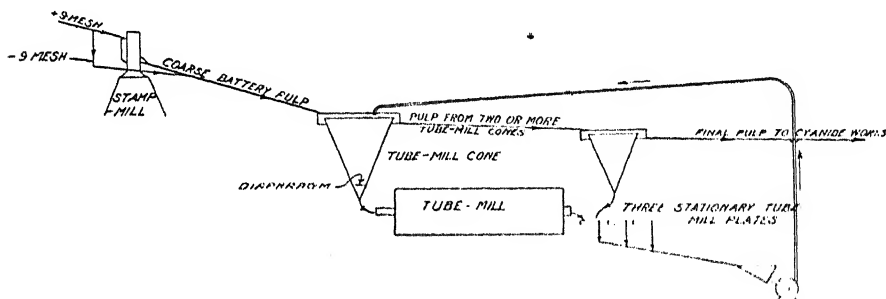 +9 MESH
-9 MESH
STAMP-
MILL
COARSE BATTERY PULP
PULP FROM TWO OR MORE
TUBE-MILL CONES
FINAL PULP TO CYANIDE WORKS
TUBE-MILL CONE
DIAPHRAGM
TUBE-MILL
THREE STATIONARY TUBE
MILL PLATES